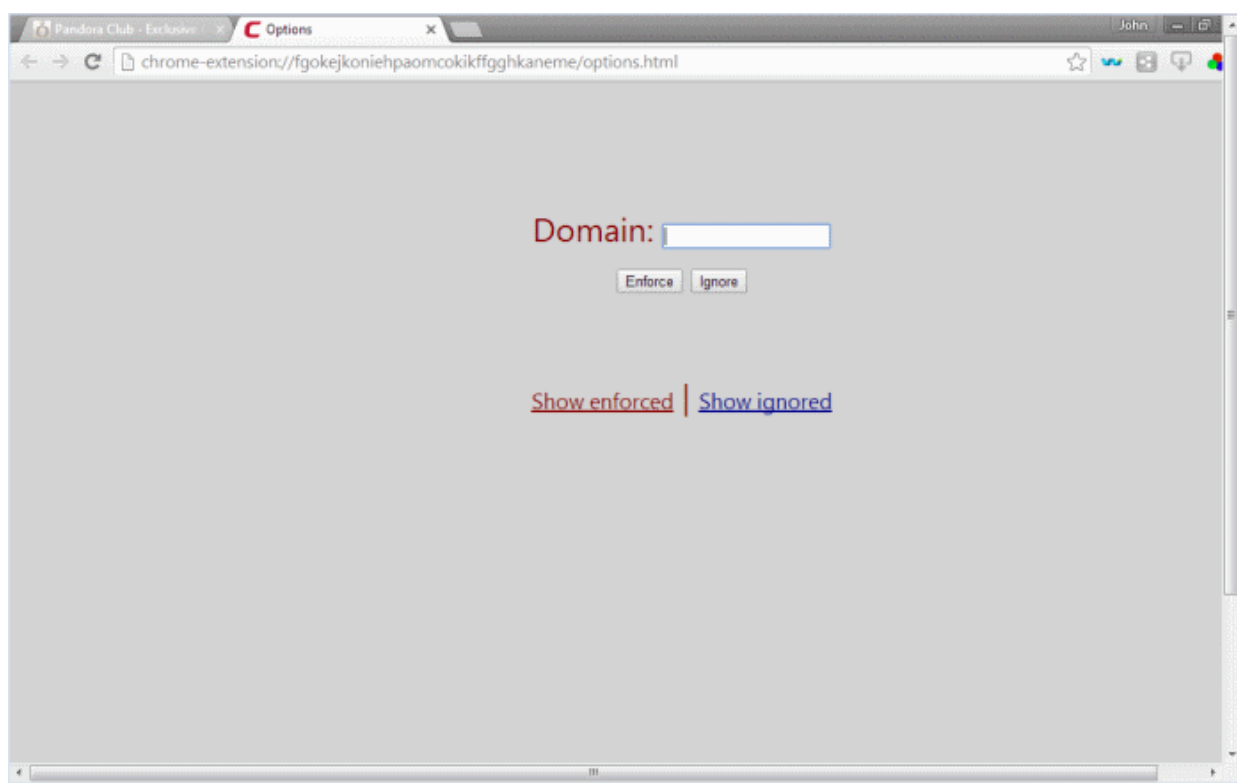 Pandora Club - Exclusive
Options
John
chrome-extension://fgokejkoniehpaomcokikffgghkaneme/options.html
Domain:
Enforce Ignore
Show enforced | Show ignored